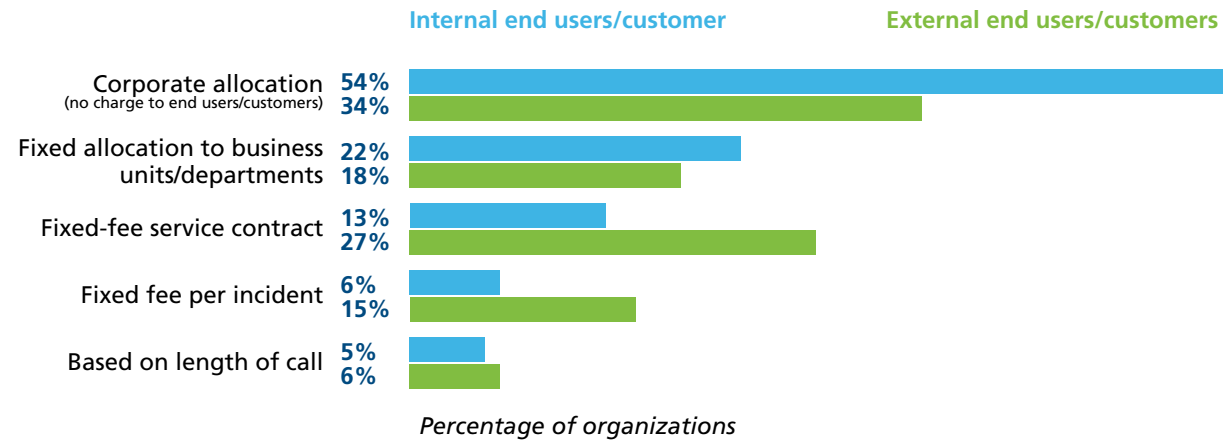 Internal end users/customer
External end users/customers
Corporate allocation
(no charge to end users/customers)
54%
34%
Fixed allocation to business
units/departments
22%
18%
Fixed-fee service contract
13%
27%
Fixed fee per incident
6%
15%
Based on length of call
5%
6%
Percentage of organizations